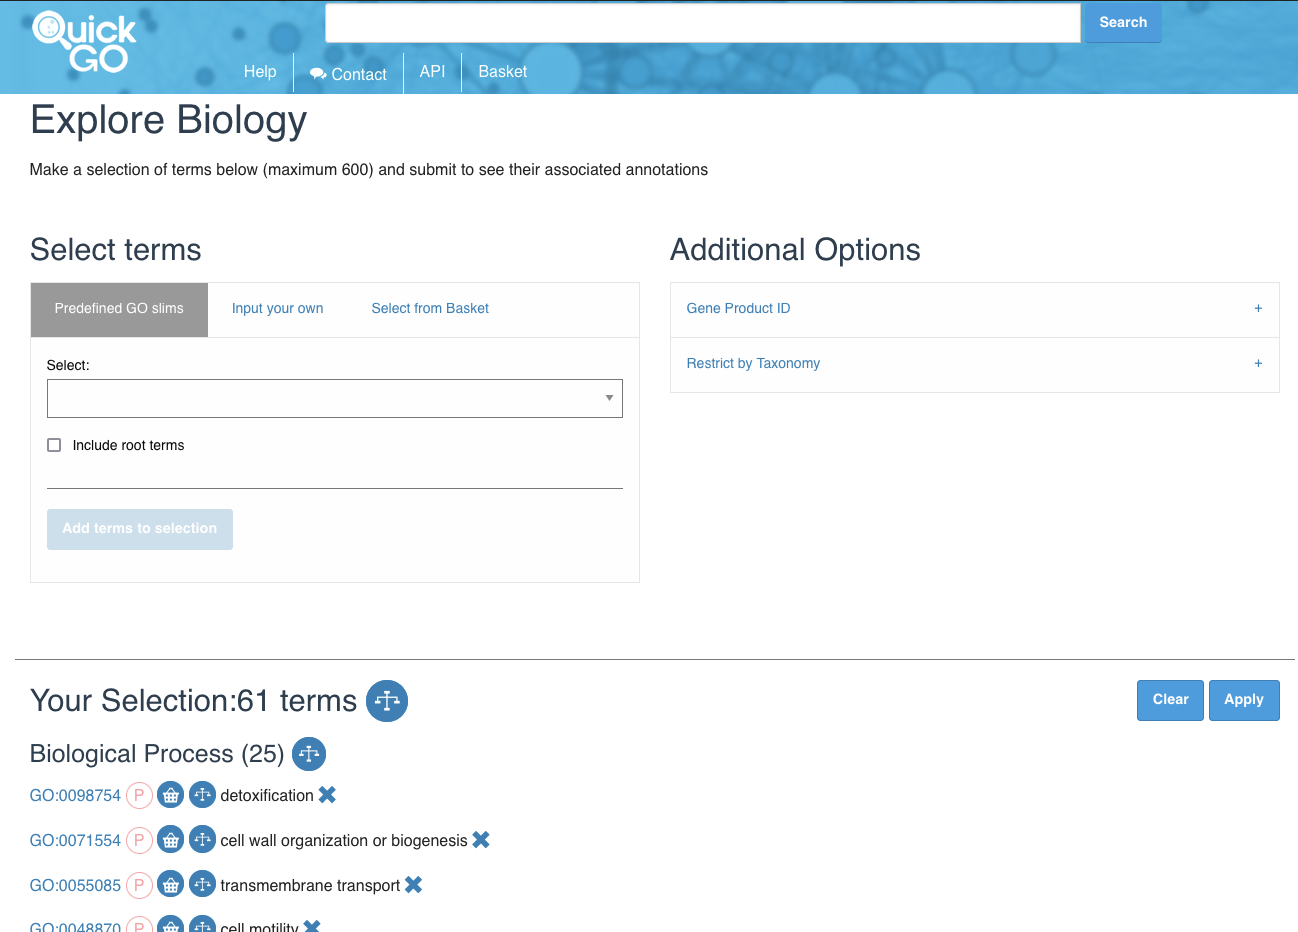 Quick
GO
Search
Help
Contact
API
Basket
Explore Biology
Make a selection of terms below (maximum 600) and submit to see their associated annotations
Select terms
Predefined GO slims
Input your own
Select from Basket
Select:
Include root terms
Add terms to selection
Additional Options
Gene Product ID +
Restrict by Taxonomy +
Your Selection:61 terms
Clear
Apply
Biological Process (25)
GO:0098754 P detoxification
GO:0071554 P cell wall organization or biogenesis
GO:0055085 P transmembrane transport
GO:0048870 P cell motility